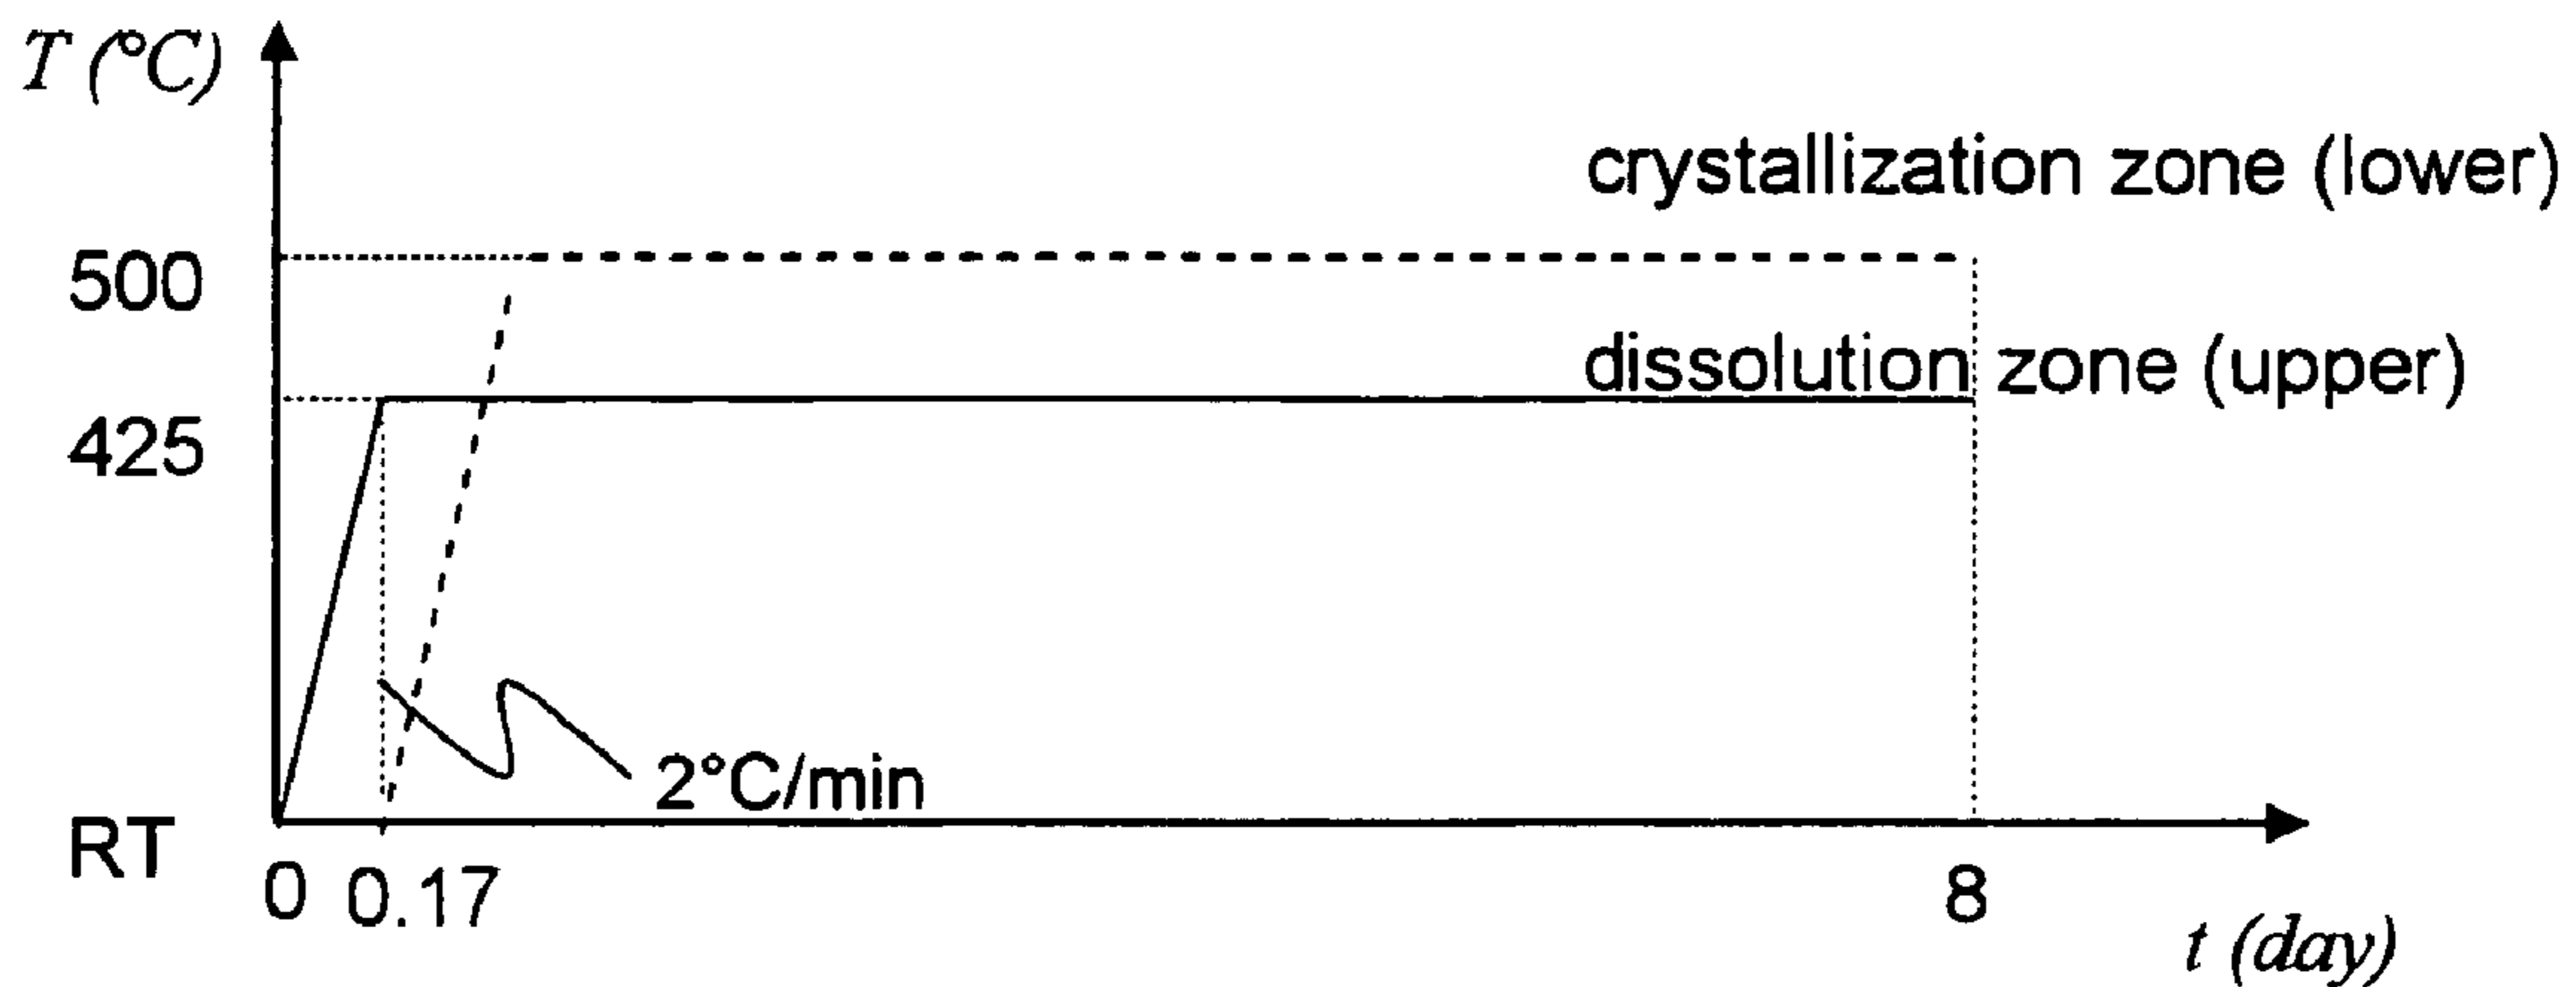 T (°C)
crystallization zone (lower)
500
dissolution zone (upper)
425
2°C/min
RT
0 0.17 8
t (day)